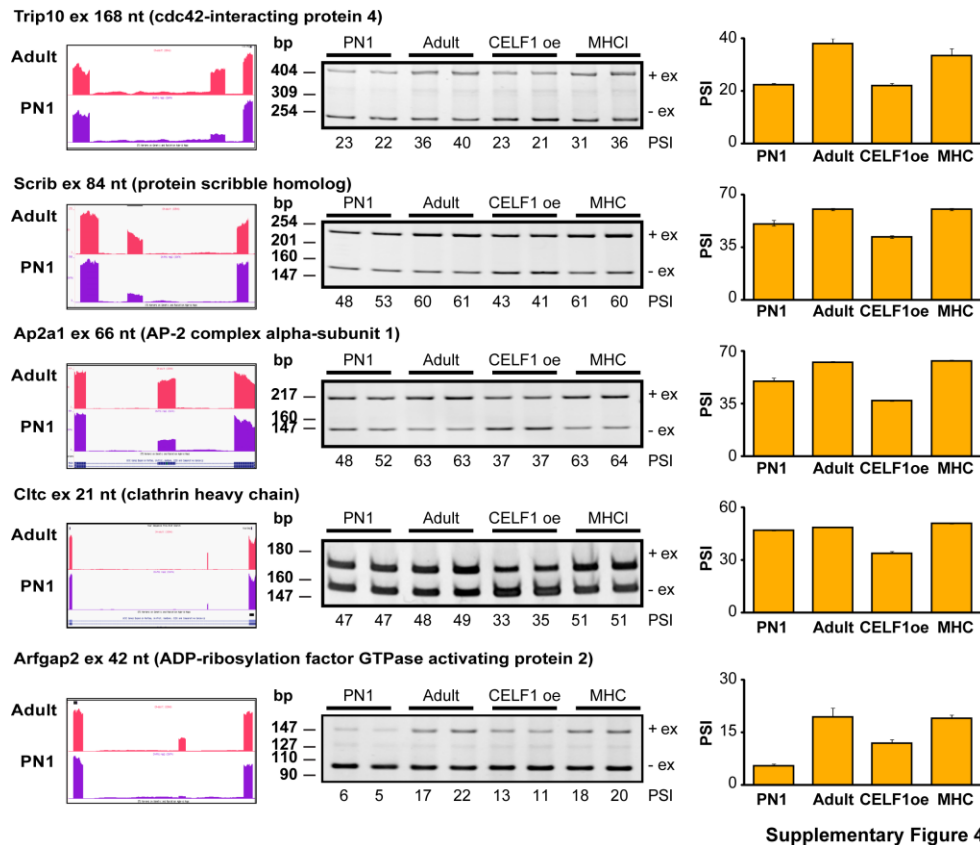 Trip10 ex 168 nt (cdc42-interacting protein 4)
Adult
PN1
bp PN1 Adult CELF1 oe MHCI
404
309
254
+ ex
- ex
23 22 36 40 23 21 31 36 PSI
PSI
40
20
0
PN1 Adult CELF1oe MHC
Scrib ex 84 nt (protein scribble homolog)
Adult
PN1
bp PN1 Adult CELF1 oe MHC
254
201
160
147
+ ex
- ex
48 53 60 61 43 41 61 60 PSI
PSI
70
35
0
PN1 Adult CELF1oe MHC
Ap2a1 ex 66 nt (AP-2 complex alpha-subunit 1)
Adult
PN1
bp PN1 Adult CELF1 oe MHC
217
160
147
+ ex
- ex
48 52 63 63 37 37 63 64 PSI
PSI
70
35
0
PN1 Adult CELF1oe MHC
Cltc ex 21 nt (clathrin heavy chain)
Adult
PN1
bp PN1 Adult CELF1 oe MHCI
180
160
147
+ ex
- ex
47 47 48 49 33 35 51 51 PSI
PSI
60
30
0
PN1 Adult CELF1oe MHC
Arfgap2 ex 42 nt (ADP-ribosylation factor GTPase activating protein 2)
Adult
PN1
bp PN1 Adult CELF1 oe MHC
147
127
110
90
+ ex
- ex
6 5 17 22 13 11 18 20 PSI
PSI
30
15
0
PN1 Adult CELF1oe MHC
Supplementary Figure 4